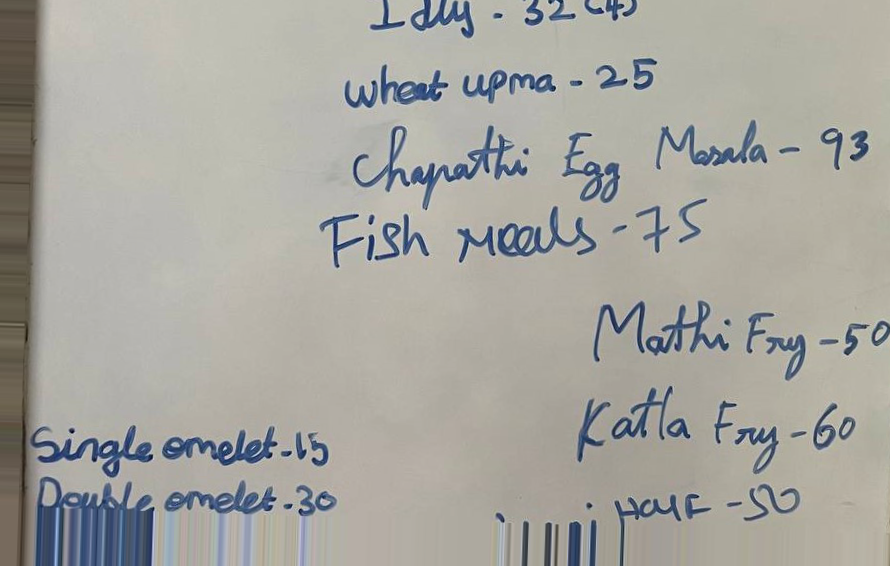 Idly - 32 (4)
Wheat upma - 25
Chapathi Egg Masala - 93
Fish Meals - 75
Mathi Fry - 50
Katla Fry - 60
Single omelet - 15
Double omelet - 30
Half - 50